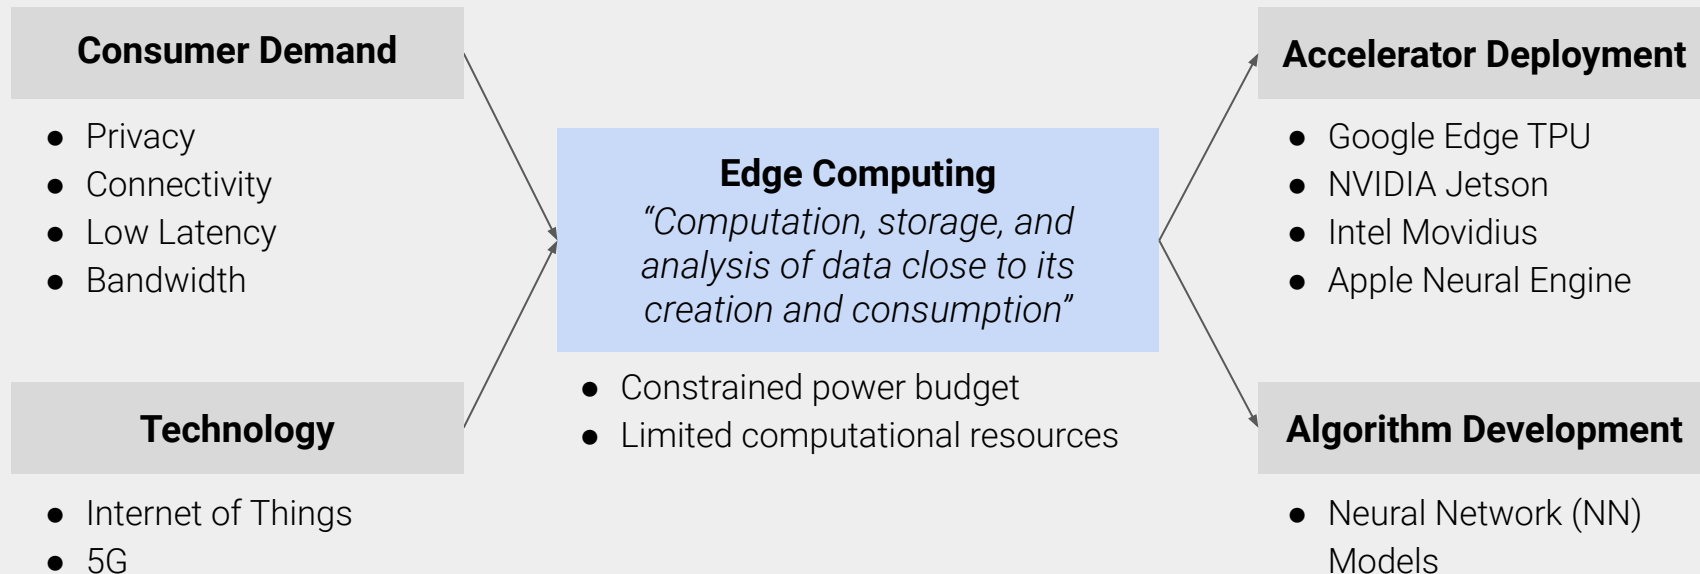 Consumer Demand
● Privacy
● Connectivity
● Low Latency
● Bandwidth
Technology
● Internet of Things
● 5G
Edge Computing
“Computation, storage, and
analysis of data close to its
creation and consumption”
● Constrained power budget
● Limited computational resources
Accelerator Deployment
● Google Edge TPU
● NVIDIA Jetson
● Intel Movidius
● Apple Neural Engine
Algorithm Development
● Neural Network (NN)
Models